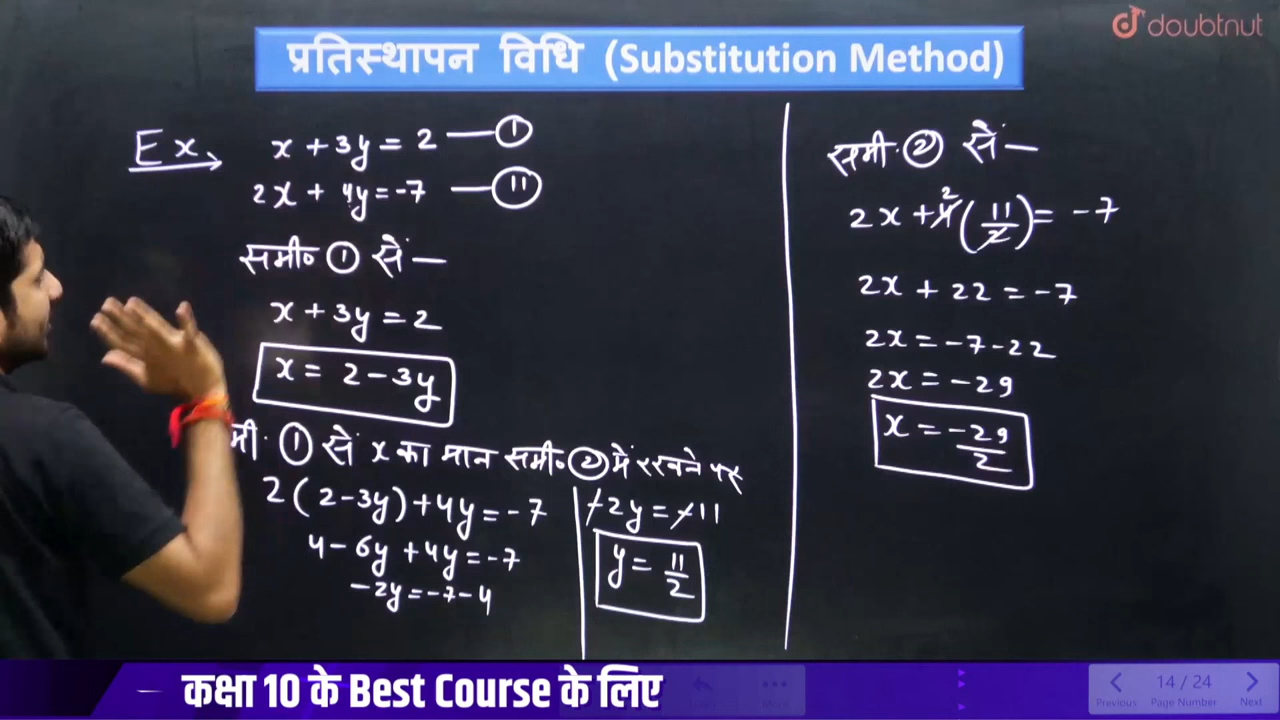 doubtnut
प्रतिस्थापन विधि (Substitution Method)
Ex. x + 3y = 2 — ①
2x + 4y = -7 — ⑪
समी० ① से —
x + 3y = 2
x = 2 - 3y
मी. ① से x का मान समी० ② में रखने पर
2(2-3y) + 4y = -7
4 - 6y + 4y = -7
-2y = -7 - 4
-2y = -11
y = 11/2
समी. ② से —
2x + 4 2 (11/2) = -7
2x + 22 = -7
2x = -7 - 22
2x = -29
x = -29/2
कक्षा 10 के Best Course के लिए
14 / 24
Previous Page Number Next